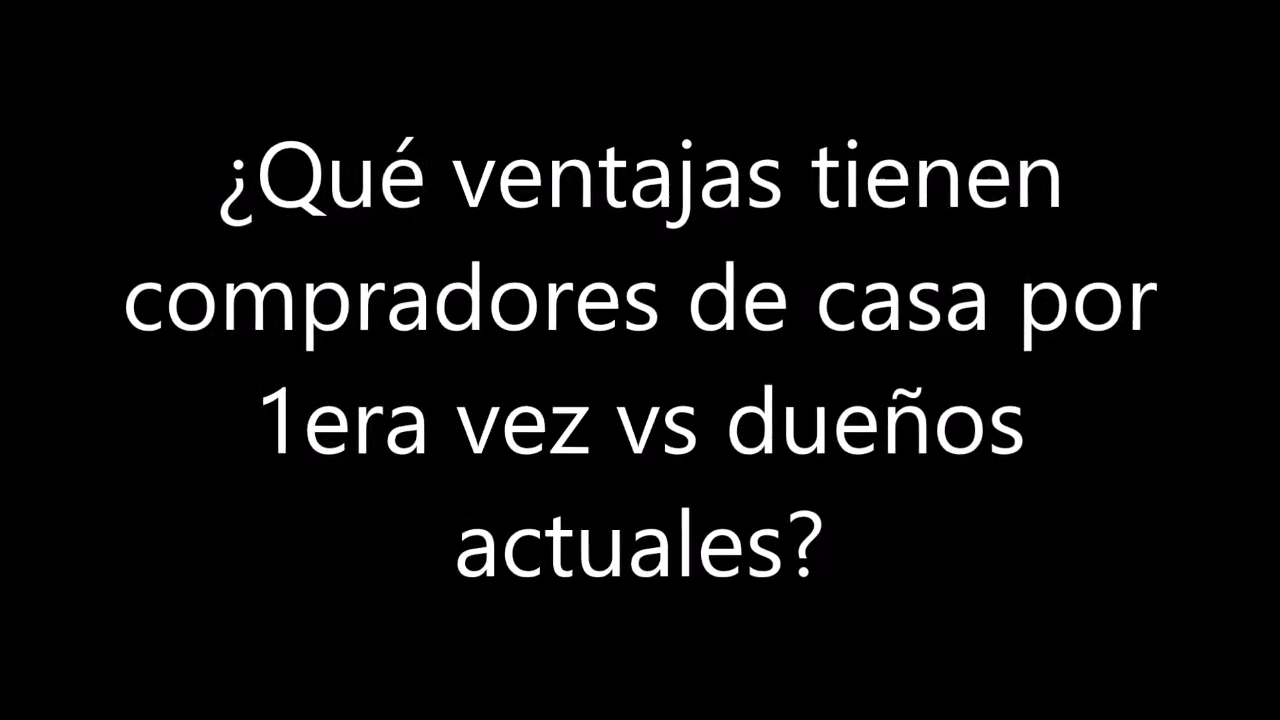 ¿Qué ventajas tienen
compradores de casa por
1era vez vs dueños
actuales?